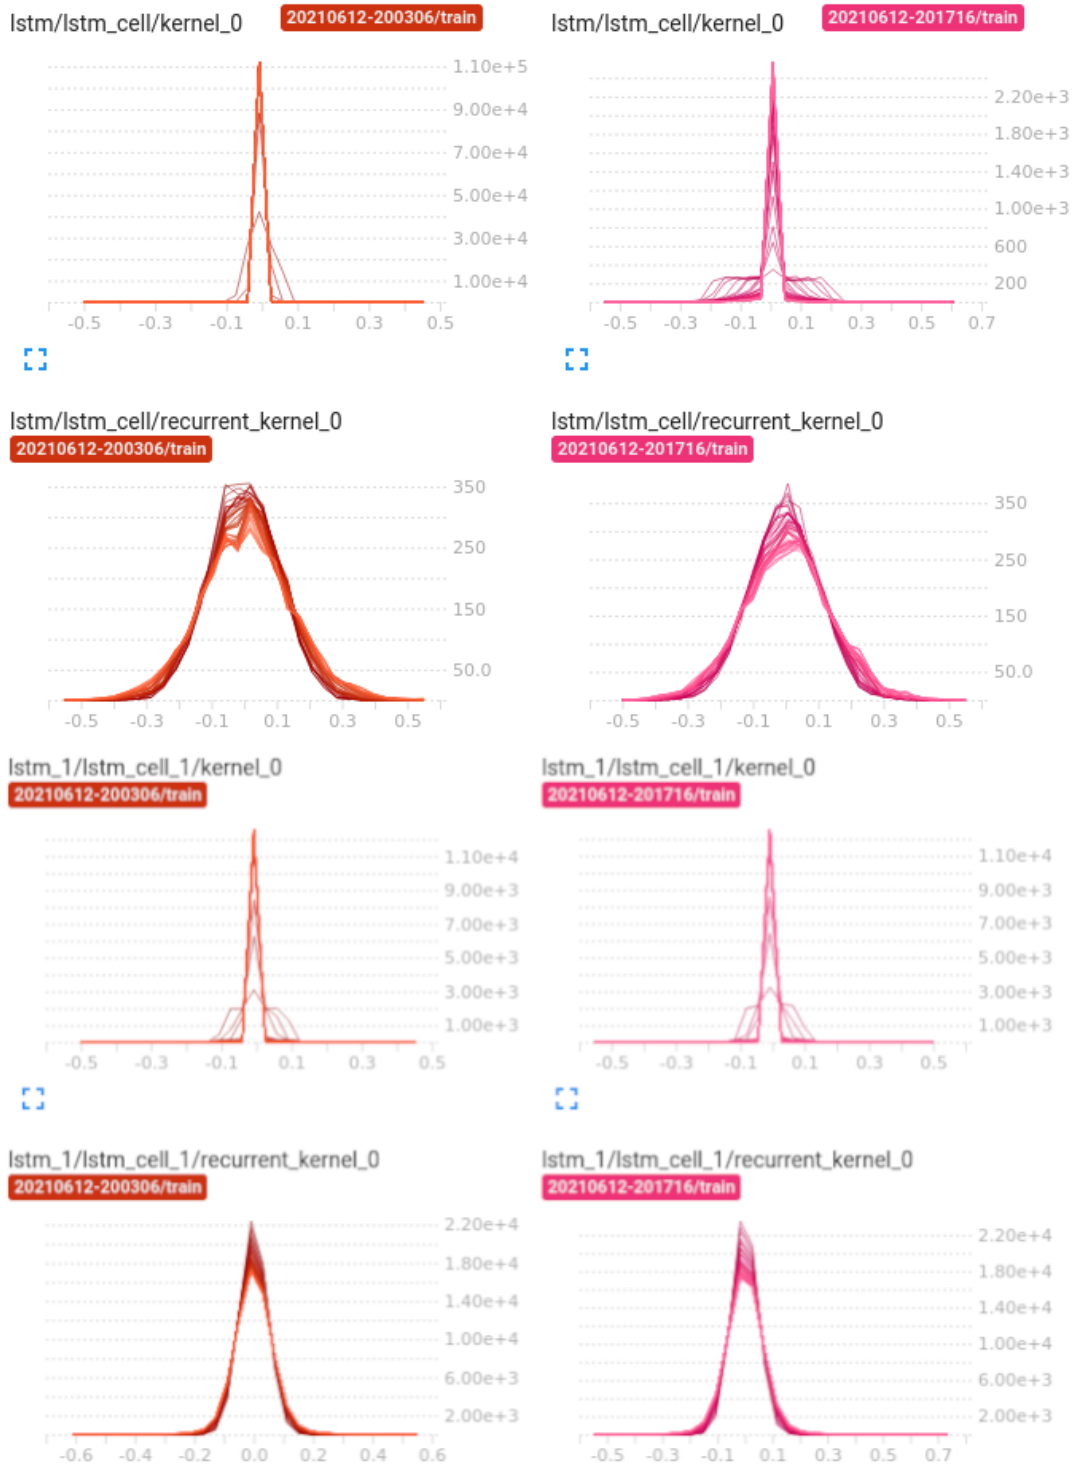 lstm/lstm_cell/kernel_0 20210612-200306/train
1.10e+5
9.00e+4
7.00e+4
5.00e+4
3.00e+4
1.00e+4
-0.5 -0.3 -0.1 0.1 0.3 0.5
lstm/lstm_cell/kernel_0 20210612-201716/train
2.20e+3
1.80e+3
1.40e+3
1.00e+3
600
200
-0.5 -0.3 -0.1 0.1 0.3 0.5 0.7
lstm/lstm_cell/recurrent_kernel_0
20210612-200306/train
350
250
150
50.0
-0.5 -0.3 -0.1 0.1 0.3 0.5
lstm/lstm_cell/recurrent_kernel_0
20210612-201716/train
350
250
150
50.0
-0.5 -0.3 -0.1 0.1 0.3 0.5
lstm_1/lstm_cell_1/kernel_0
20210612-200306/train
1.10e+4
9.00e+3
7.00e+3
5.00e+3
3.00e+3
1.00e+3
-0.5 -0.3 -0.1 0.1 0.3 0.5
lstm_1/lstm_cell_1/kernel_0
20210612-201716/train
1.10e+4
9.00e+3
7.00e+3
5.00e+3
3.00e+3
1.00e+3
-0.5 -0.3 -0.1 0.1 0.3 0.5
lstm_1/lstm_cell_1/recurrent_kernel_0
20210612-200306/train
2.20e+4
1.80e+4
1.40e+4
1.00e+4
6.00e+3
2.00e+3
-0.6 -0.4 -0.2 0.0 0.2 0.4 0.6
lstm_1/lstm_cell_1/recurrent_kernel_0
20210612-201716/train
2.20e+4
1.80e+4
1.40e+4
1.00e+4
6.00e+3
2.00e+3
-0.5 -0.3 -0.1 0.1 0.3 0.5 0.7